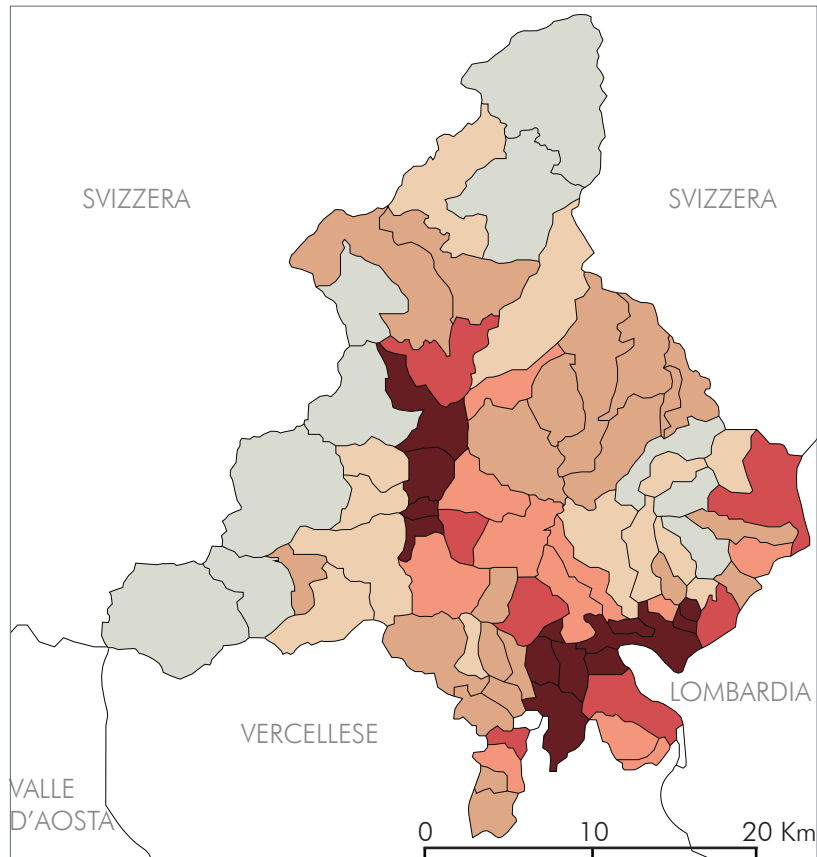 SVIZZERA
SVIZZERA
LOMBARDIA
VERCELLESE
VALLE
D'AOSTA
0 10 20 Km